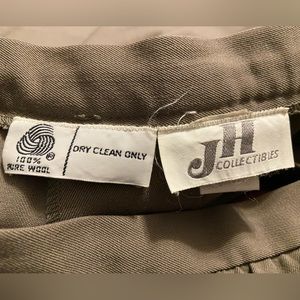 100%
PURE WOOL
DRY CLEAN ONLY
JH
COLLECTIBLES